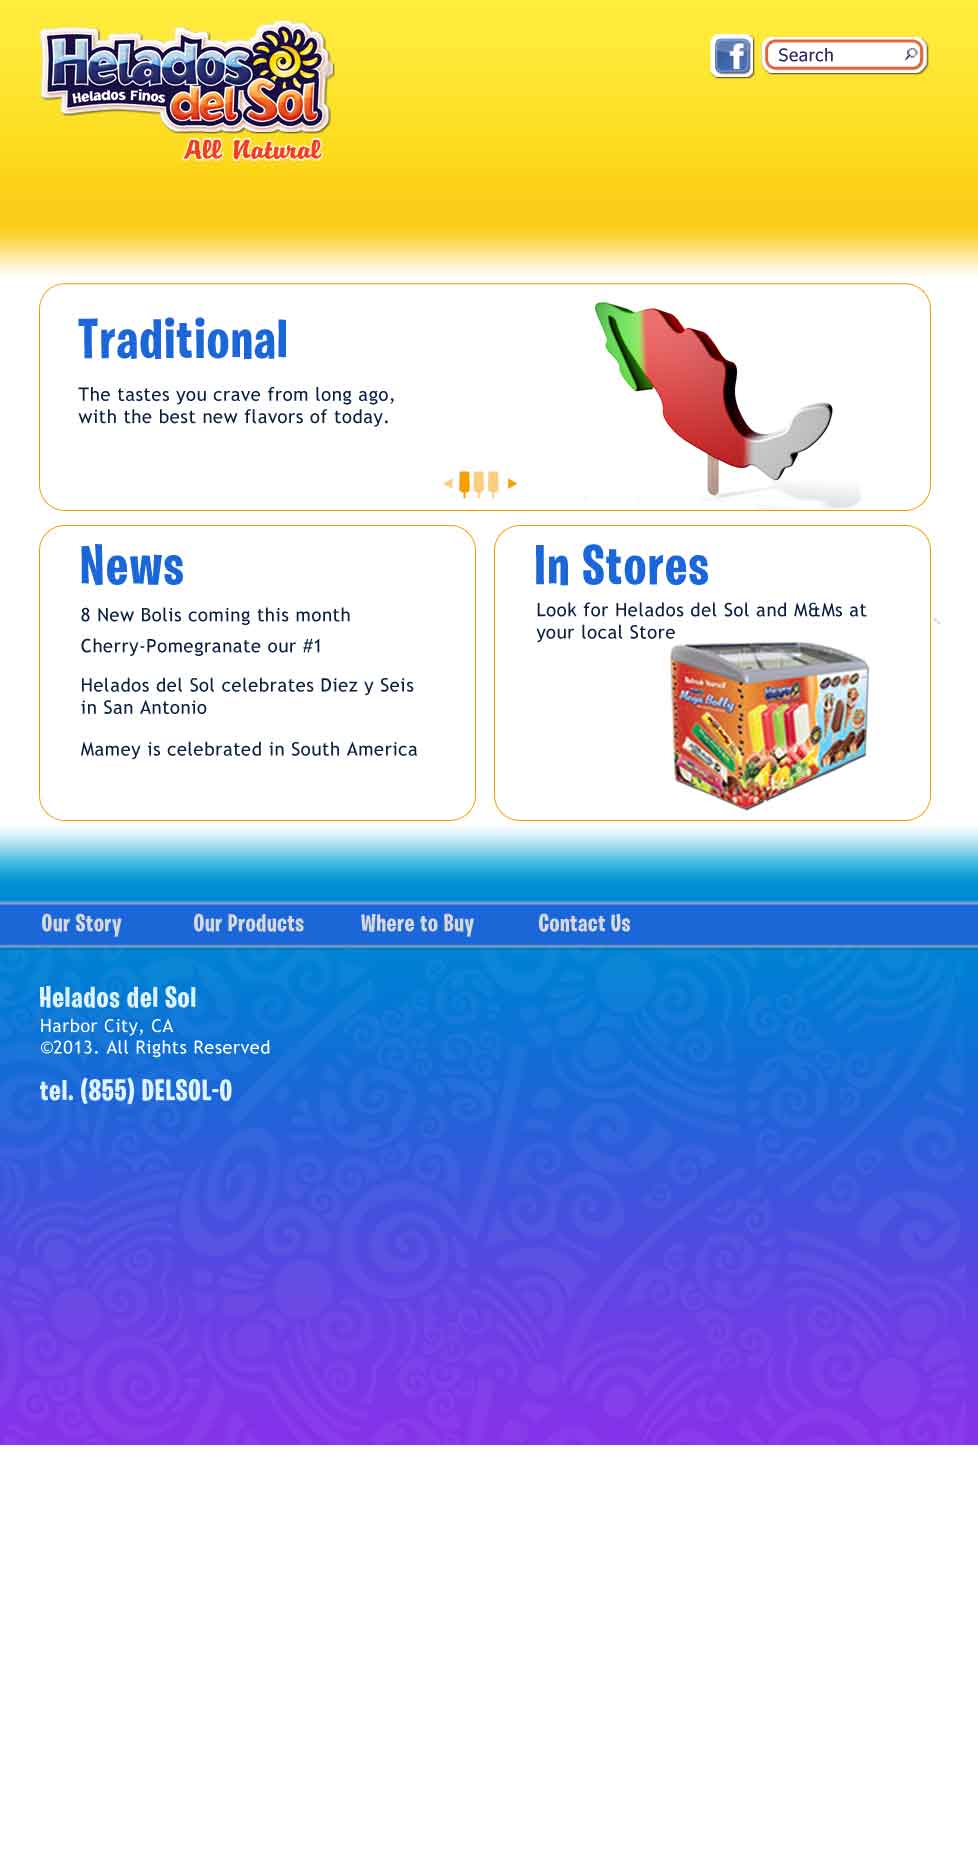 Helados
Helados Finos
del Sol
All Natural
Search
Traditional
The tastes you crave from long ago,
with the best new flavors of today.
News
8 New Bolis coming this month
Cherry-Pomegranate our #1
Helados del Sol celebrates Diez y Seis
in San Antonio
Mamey is celebrated in South America
In Stores
Look for Helados del Sol and M&Ms at
your local Store
Refresh Yourself
Mega Bolly
Our Story
Our Products
Where to Buy
Contact Us
Helados del Sol
Harbor City, CA
©2013. All Rights Reserved
tel. (855) DELSOL-0